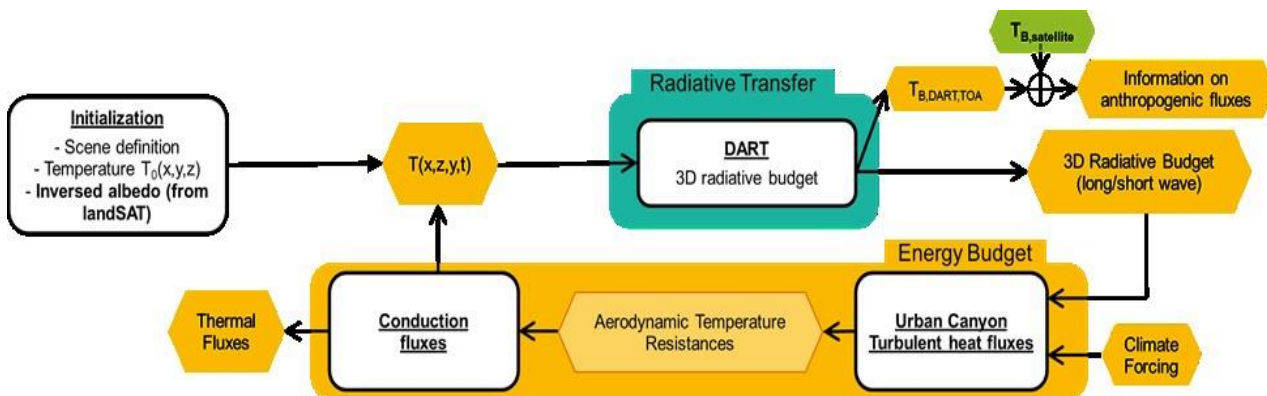 Initialization
- Scene definition
- Temperature T₀(x,y,z)
- Inversed albedo (from
landSAT)
T(x,z,y,t)
Radiative Transfer
DART
3D radiative budget
T_B,DART,TOA
T_B,satellite
Information on
anthropogenic fluxes
3D Radiative Budget
(long/short wave)
Energy Budget
Thermal
Fluxes
Conduction
fluxes
Aerodynamic Temperature
Resistances
Urban Canyon
Turbulent heat fluxes
Climate
Forcing